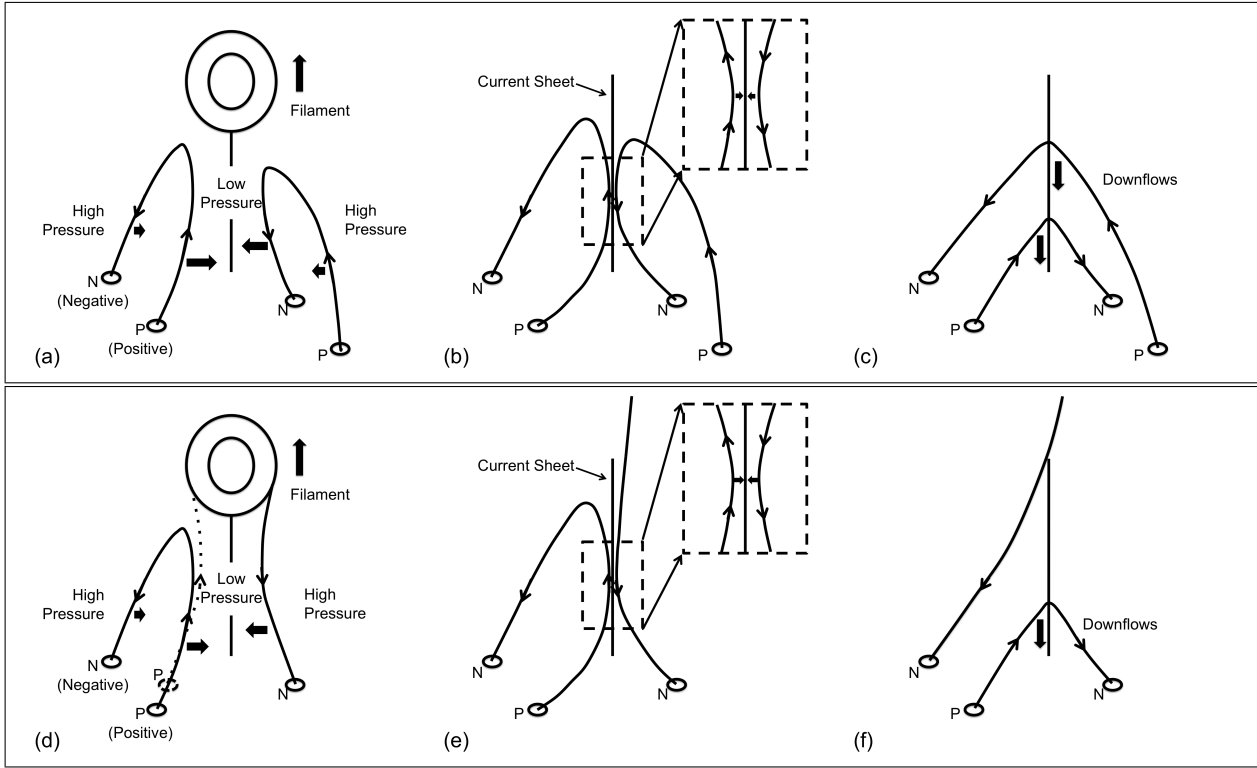 Filament
Low
Pressure
High
Pressure
High
Pressure
N
(Negative)
N
P
(Positive)
P
(a)
Current Sheet
N
N
P
P
(b)
Downflows
N
N
P
P
(c)
Filament
Low
Pressure
High
Pressure
High
Pressure
N
(Negative)
P
N
P
(Positive)
(d)
Current Sheet
N
N
P
(e)
Downflows
N
N
P
(f)